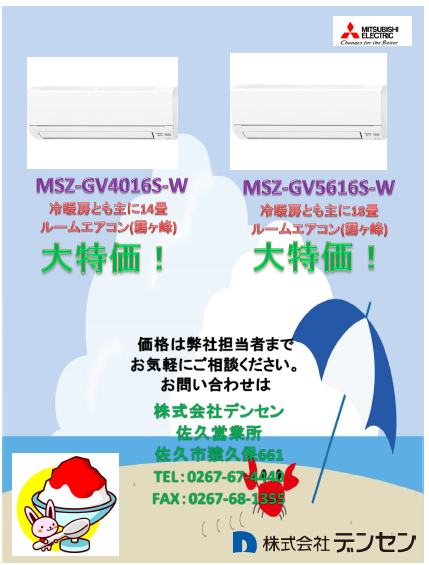 MITSUBISHI
ELECTRIC
Changes for the Better
MSZ-GV4016S-W
冷暖房とも主に14畳
ルームエアコン(霧ヶ峰)
大特価！
MSZ-GV5616S-W
冷暖房とも主に18畳
ルームエアコン(霧ヶ峰)
大特価！
価格は弊社担当者まで
お気軽にご相談ください。
お問い合わせは
株式会社デンセン
佐久営業所
佐久市猿久保661
TEL：0267-67-4440
FAX：0267-68-1355
株式会社デンセン